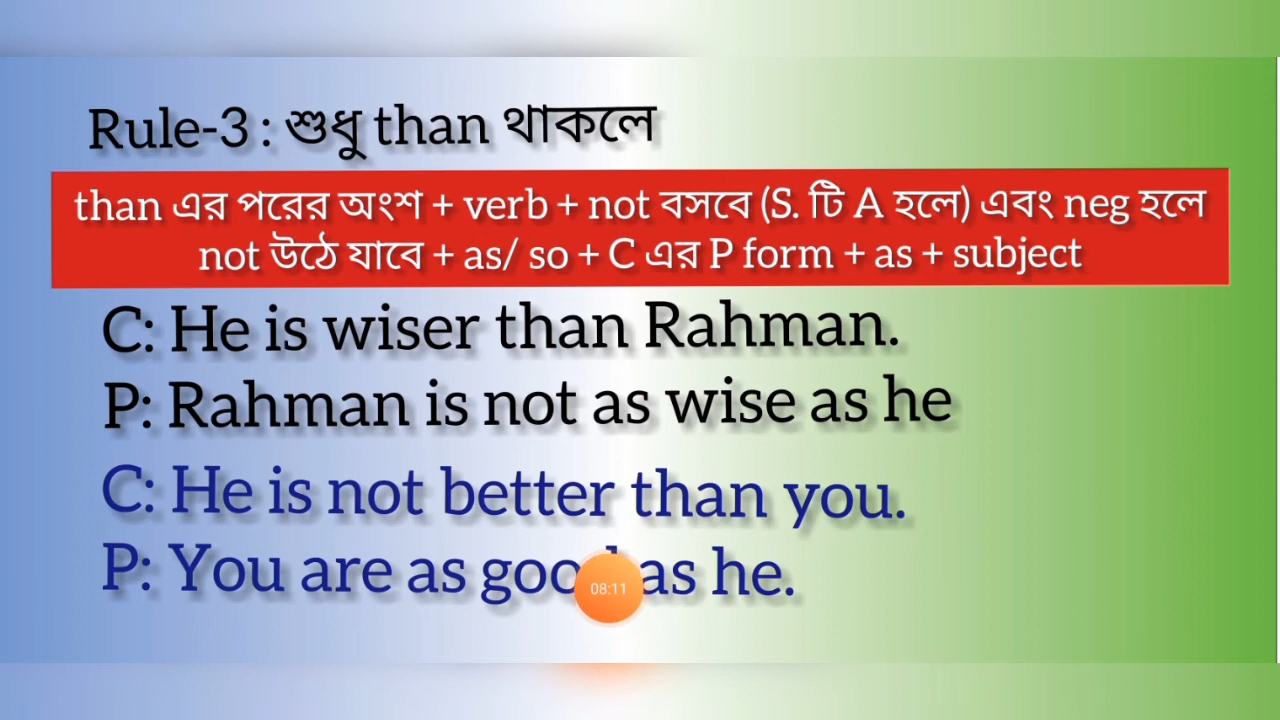 Rule-3 : শুধু than থাকলে
than এর পরের অংশ + verb + not বসবে (S. টি A হলে) এবং neg হলে
not উঠে যাবে + as/ so + C এর P form + as + subject
C: He is wiser than Rahman.
P: Rahman is not as wise as he
C: He is not better than you.
P: You are as good as he.
08:11